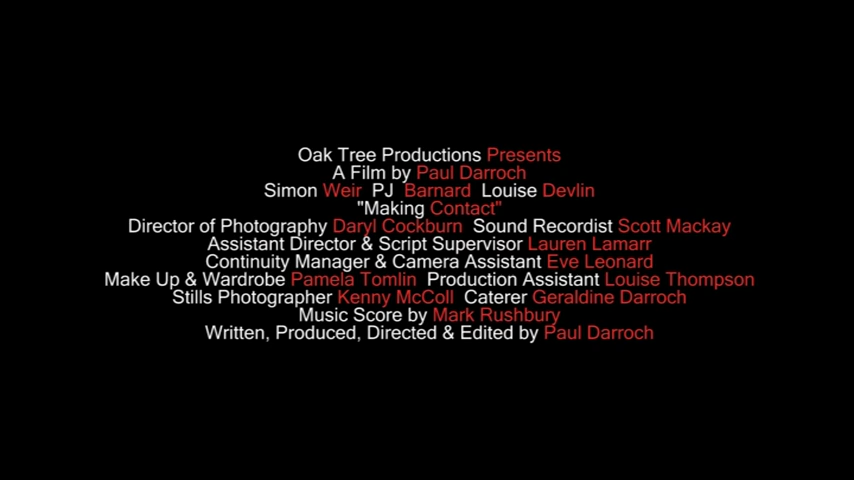 Oak Tree Productions Presents
A Film by Paul Darroch
Simon Weir PJ Barnard Louise Devlin
"Making Contact"
Director of Photography Daryl Cockburn Sound Recordist Scott Mackay
Assistant Director & Script Supervisor Lauren Lamarr
Continuity Manager & Camera Assistant Eve Leonard
Make Up & Wardrobe Pamela Tomlin Production Assistant Louise Thompson
Stills Photographer Kenny McColl Caterer Geraldine Darroch
Music Score by Mark Rushbury
Written, Produced, Directed & Edited by Paul Darroch